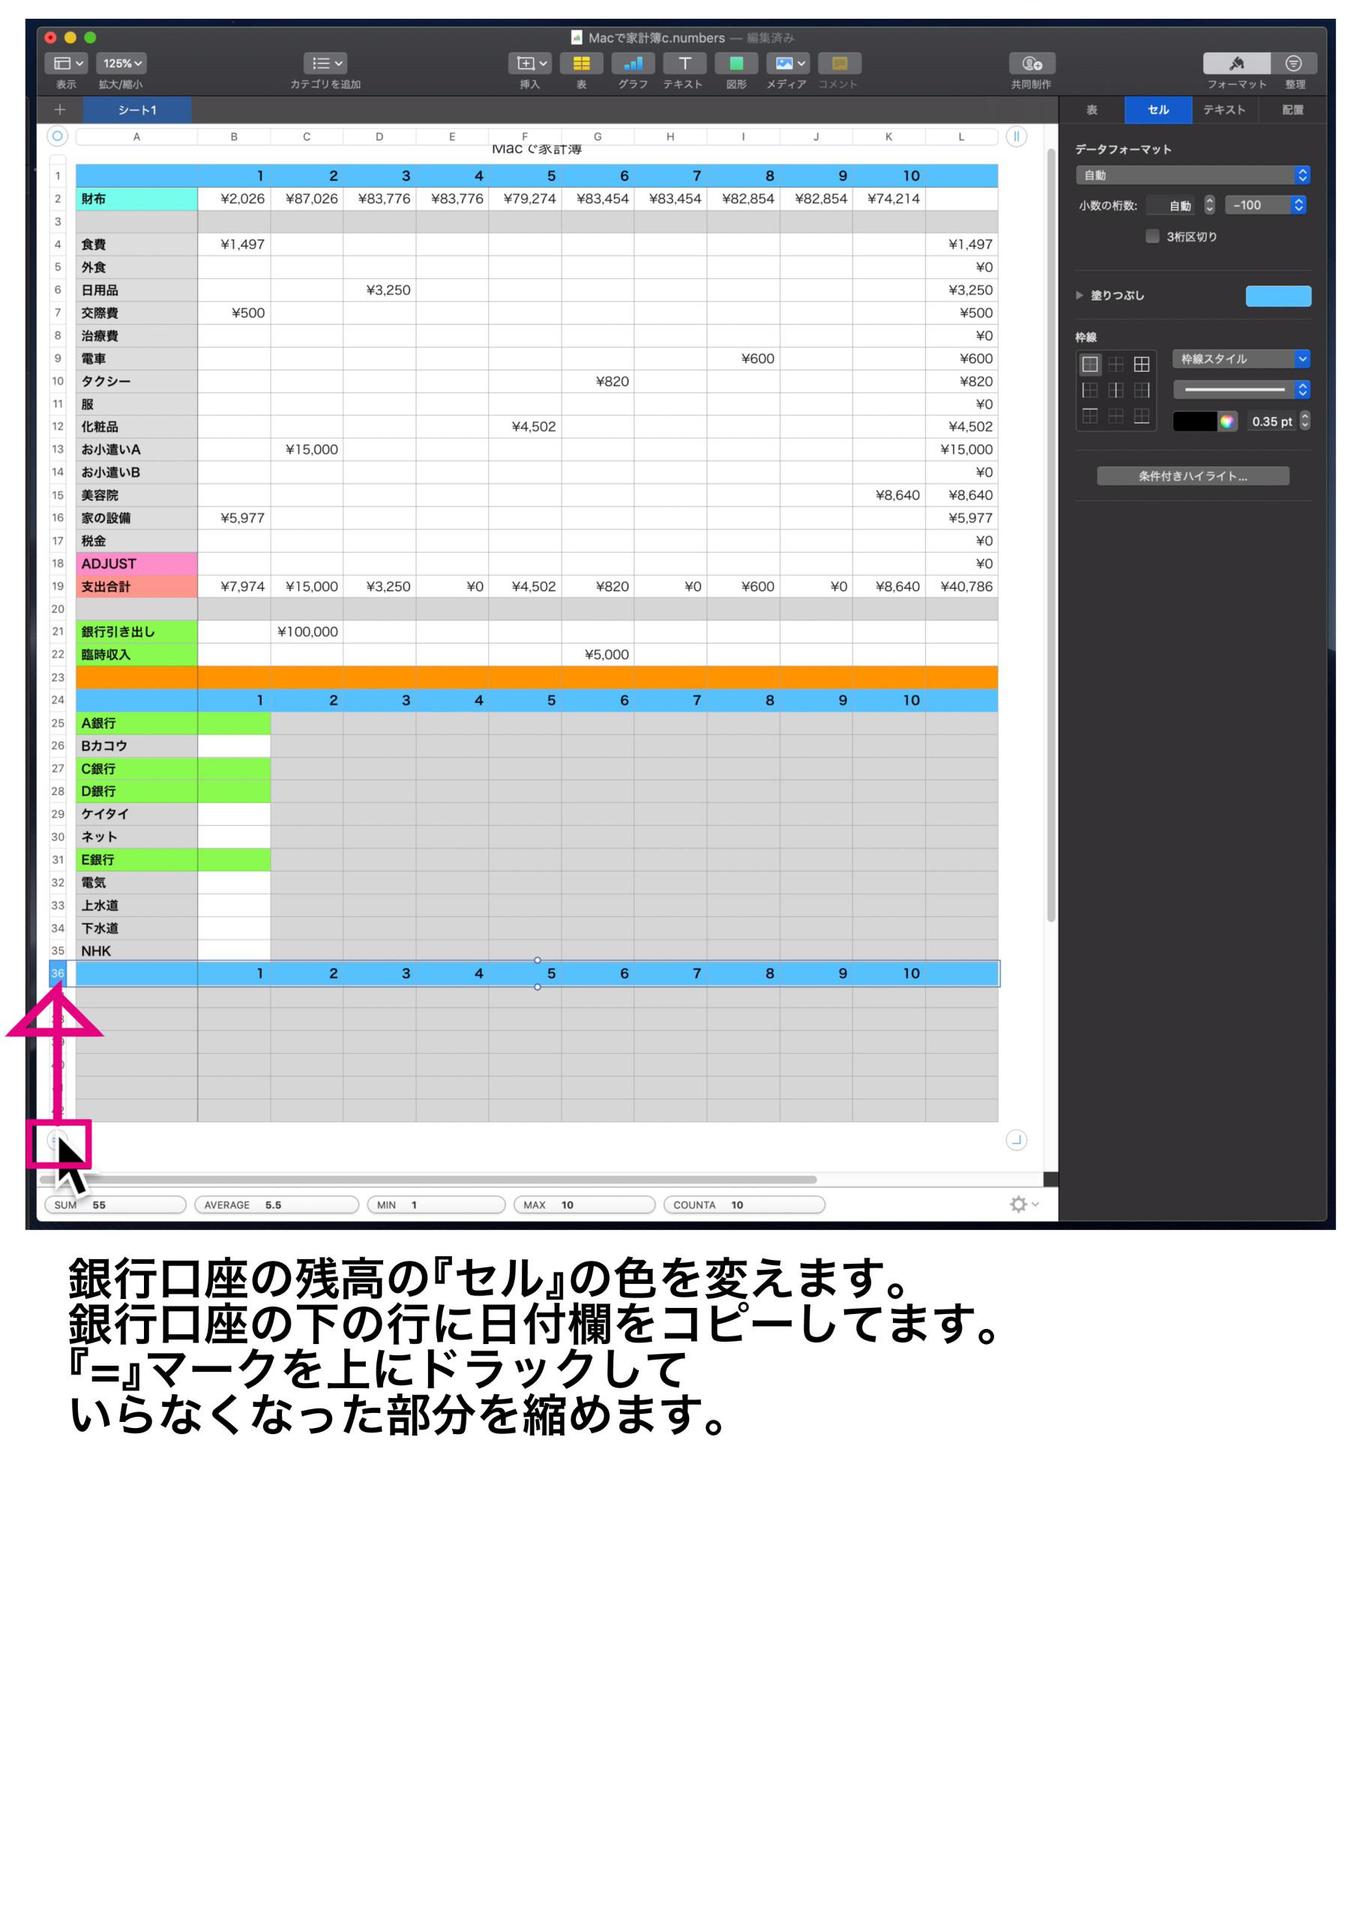 Macで家計簿c.numbers — 編集済み
125%
表示 拡大/縮小 カテゴリを追加 挿入 表 グラフ テキスト 図形 メディア コメント 共同制作 フォーマット 整理
+ シート1 表 セル テキスト 配置
A B C D E F G H I J K L
Macで家計簿
1 1 2 3 4 5 6 7 8 9 10
2 財布 ¥2,026 ¥87,026 ¥83,776 ¥83,776 ¥79,274 ¥83,454 ¥83,454 ¥82,854 ¥82,854 ¥74,214
3
4 食費 ¥1,497 ¥1,497
5 外食 ¥0
6 日用品 ¥3,250 ¥3,250
7 交際費 ¥500 ¥500
8 治療費 ¥0
9 電車 ¥600 ¥600
10 タクシー ¥820 ¥820
11 服 ¥0
12 化粧品 ¥4,502 ¥4,502
13 お小遣いA ¥15,000 ¥15,000
14 お小遣いB ¥0
15 美容院 ¥8,640 ¥8,640
16 家の設備 ¥5,977 ¥5,977
17 税金 ¥0
18 ADJUST ¥0
19 支出合計 ¥7,974 ¥15,000 ¥3,250 ¥0 ¥4,502 ¥820 ¥0 ¥600 ¥0 ¥8,640 ¥40,786
20
21 銀行引き出し ¥100,000
22 臨時収入 ¥5,000
23
24 1 2 3 4 5 6 7 8 9 10
25 A銀行
26 Bカコウ
27 C銀行
28 D銀行
29 ケイタイ
30 ネット
31 E銀行
32 電気
33 上水道
34 下水道
35 NHK
36 1 2 3 4 5 6 7 8 9 10
SUM 55 AVERAGE 5.5 MIN 1 MAX 10 COUNTA 10
データフォーマット
自動
小数の桁数: 自動 -100
3桁区切り
塗りつぶし
枠線
枠線スタイル
0.35 pt
条件付きハイライト...
銀行口座の残高の『セル』の色を変えます。
銀行口座の下の行に日付欄をコピーしてます。
『=』マークを上にドラックして
いらなくなった部分を縮めます。